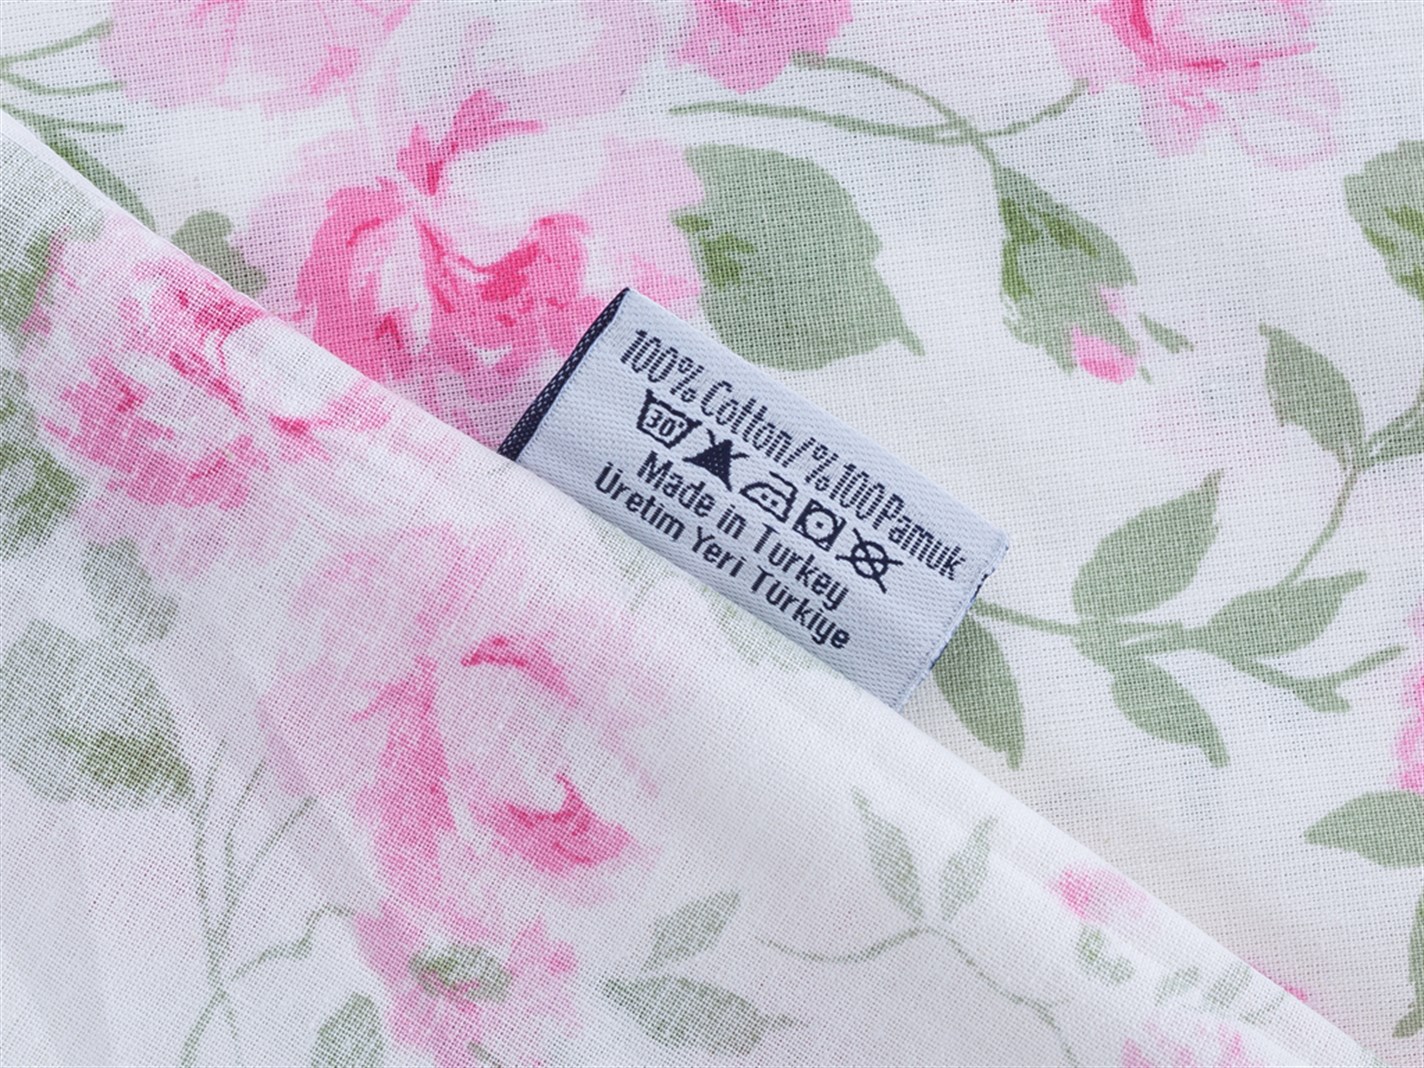 100% Cotton/%100Pamuk
30°
Made in Turkey
Üretim Yeri Türkiye